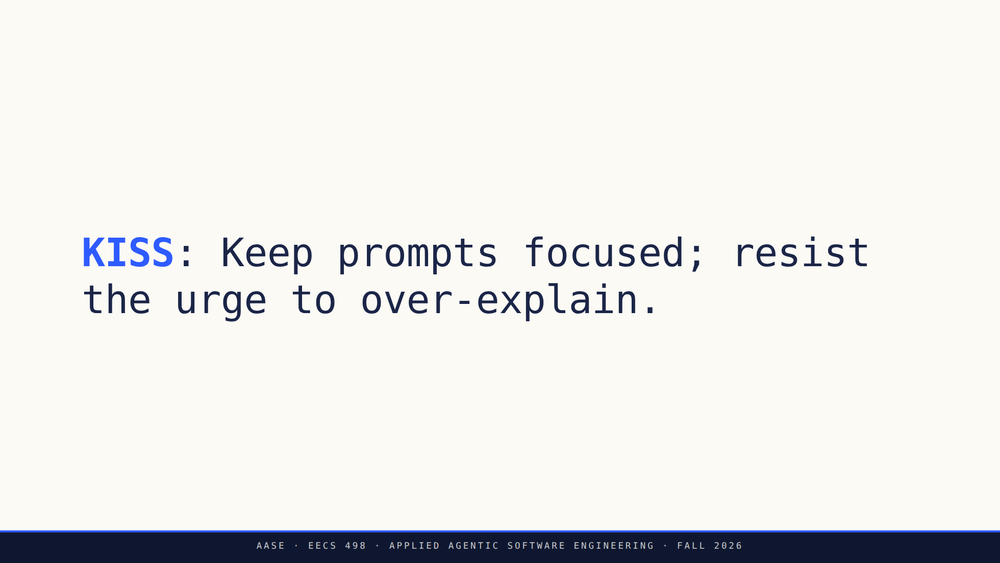 KISS: Keep prompts focused; resist
the urge to over-explain.
AASE · EECS 498 · APPLIED AGENTIC SOFTWARE ENGINEERING · FALL 2026